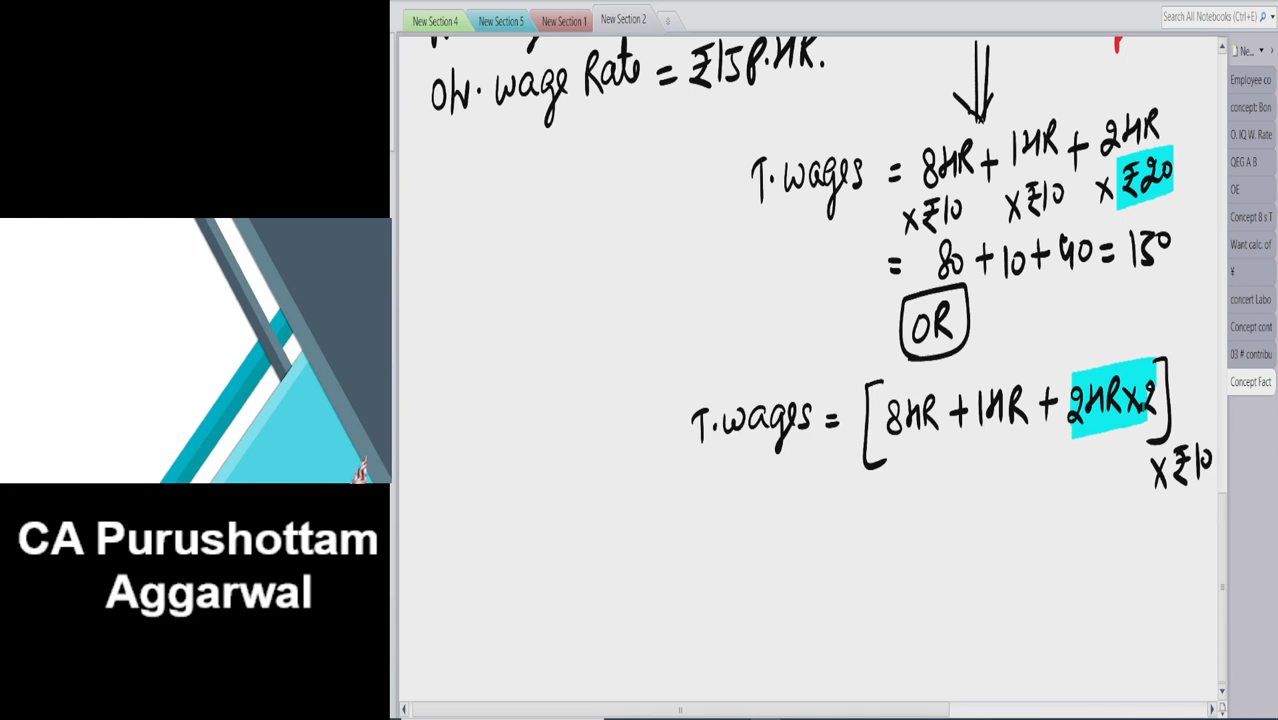 New Section 4 New Section 5 New Section 1 New Section 2
Search All Notebooks (Ctrl+E)
Ne...
Employee co
concept: Bon
O. IQ W. Rate
QEG A B
OE
Concept 8 s T
Want calc. of
¥
concert Labo
Concept cont
03 # contribu
Concept Fact
wage Rate = ₹15 P.HR.
T. wages = 8HR + 1HR + 2HR
x ₹10 x ₹10 x ₹20
= 80 + 10 + 40 = 130
OR
T. wages = [8HR + 1HR + 2HR x 2]
x ₹10
CA Purushottam
Aggarwal